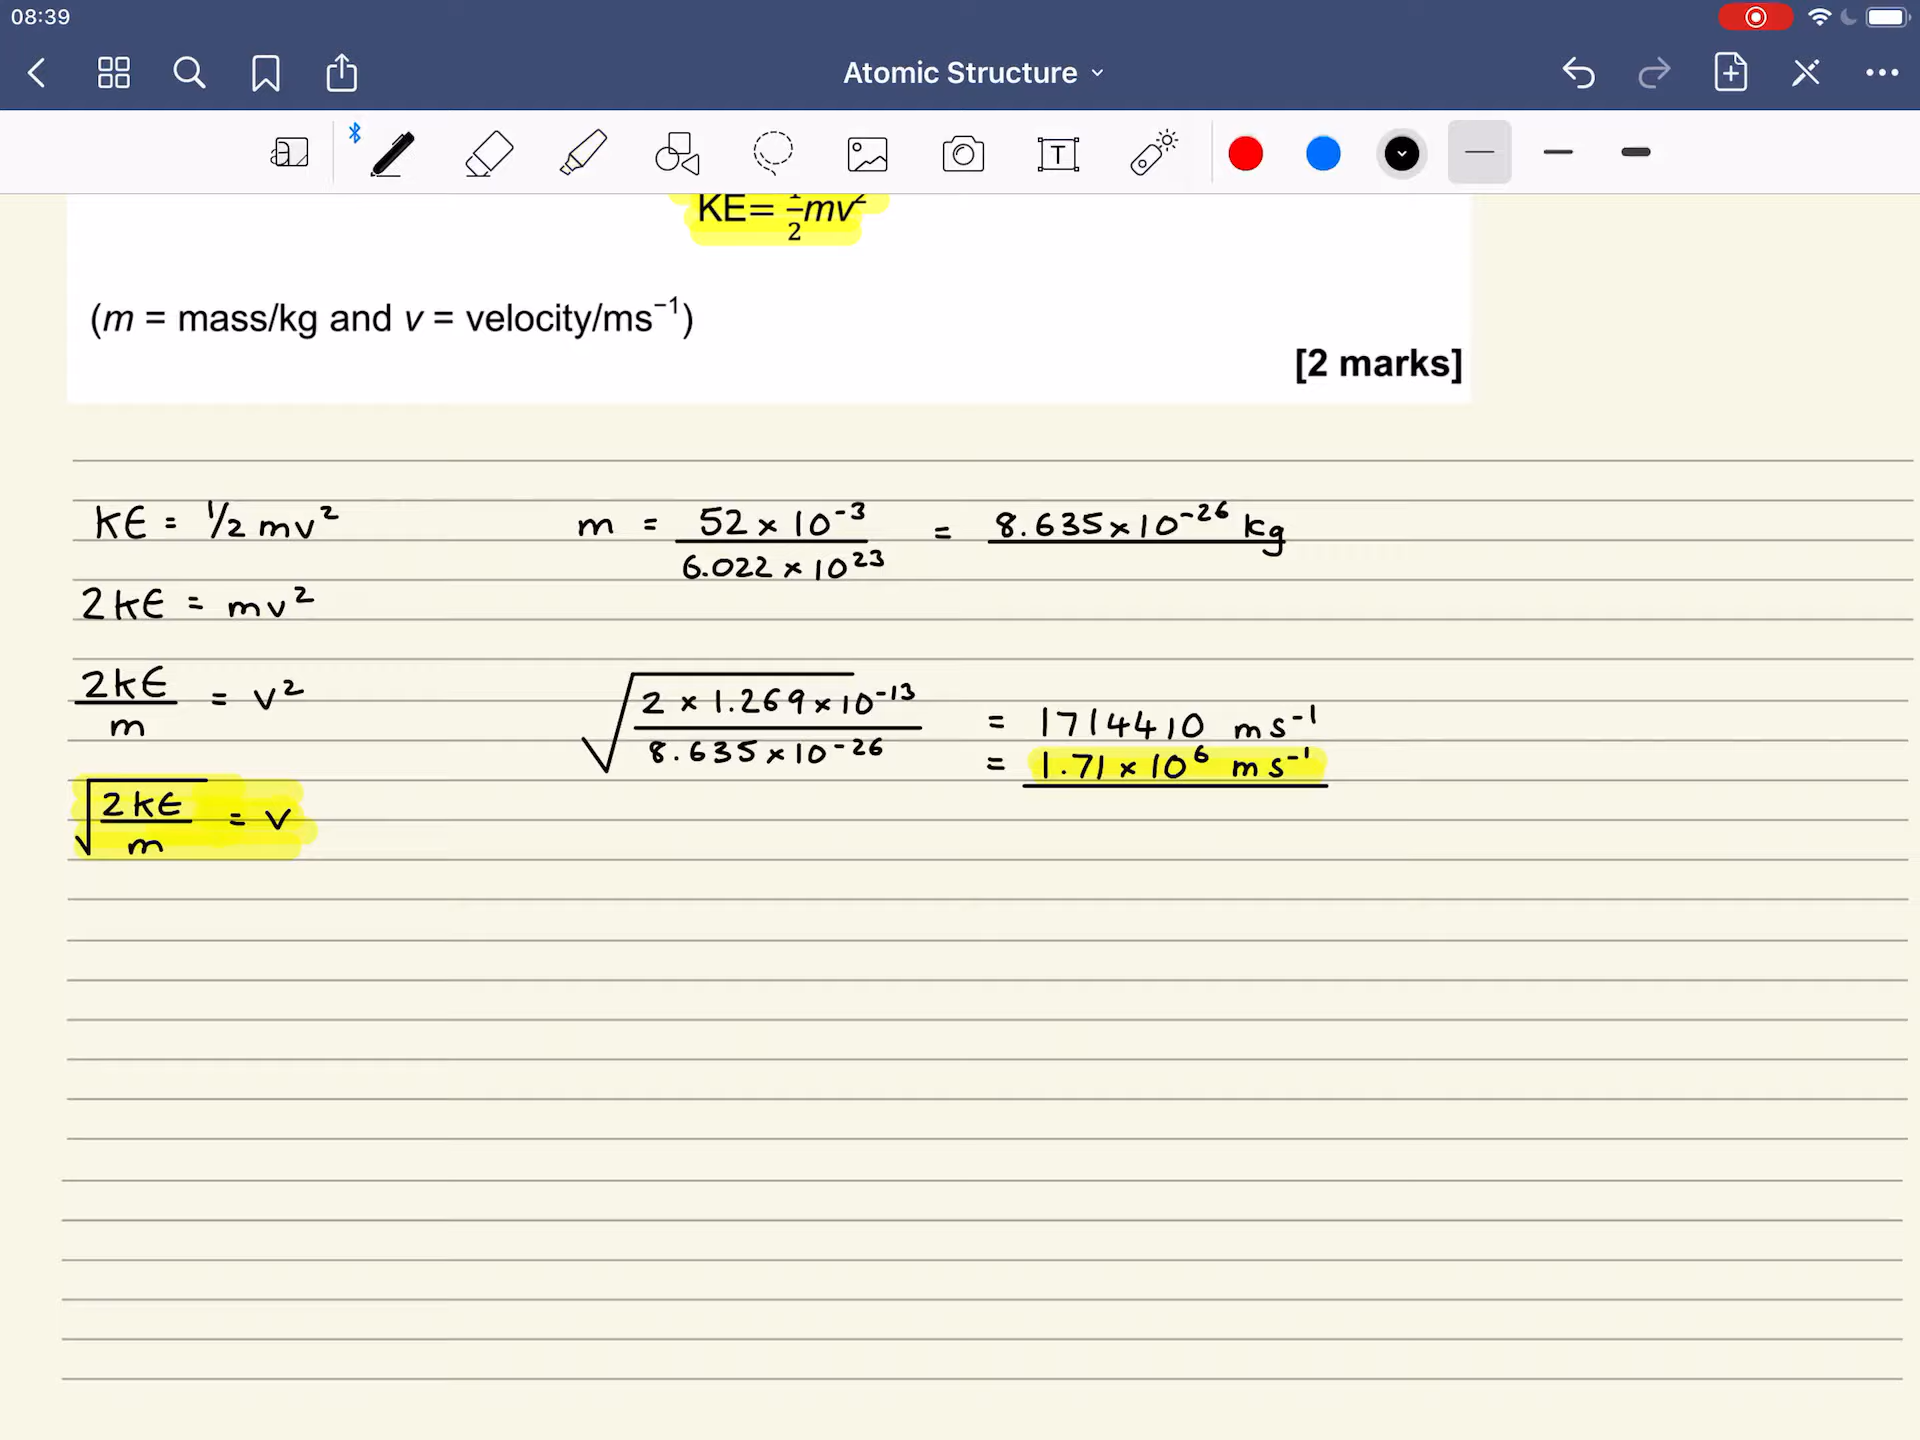 08:39
Atomic Structure
KE= 1/2 mv²
(m = mass/kg and v = velocity/ms⁻¹)
[2 marks]
KE = 1/2 mv²
2KE = mv²
2KE/m = v²
√(2KE/m) = v
m = 52 × 10⁻³ / 6.022 × 10²³ = 8.635 × 10⁻²⁶ kg
√(2 × 1.269 × 10⁻¹³ / 8.635 × 10⁻²⁶) = 1714410 ms⁻¹
= 1.71 × 10⁶ ms⁻¹